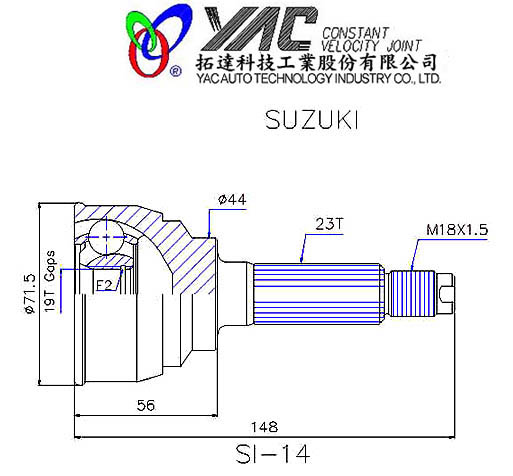 YAC CONSTANT
VELOCITY JOINT
®
拓達科技工業股份有限公司
YAC AUTO TECHNOLOGY INDUSTRY CO., LTD.
SUZUKI
ø44
23T
M18X1.5
ø71.5
19T Gaps
F2
56
148
SI-14